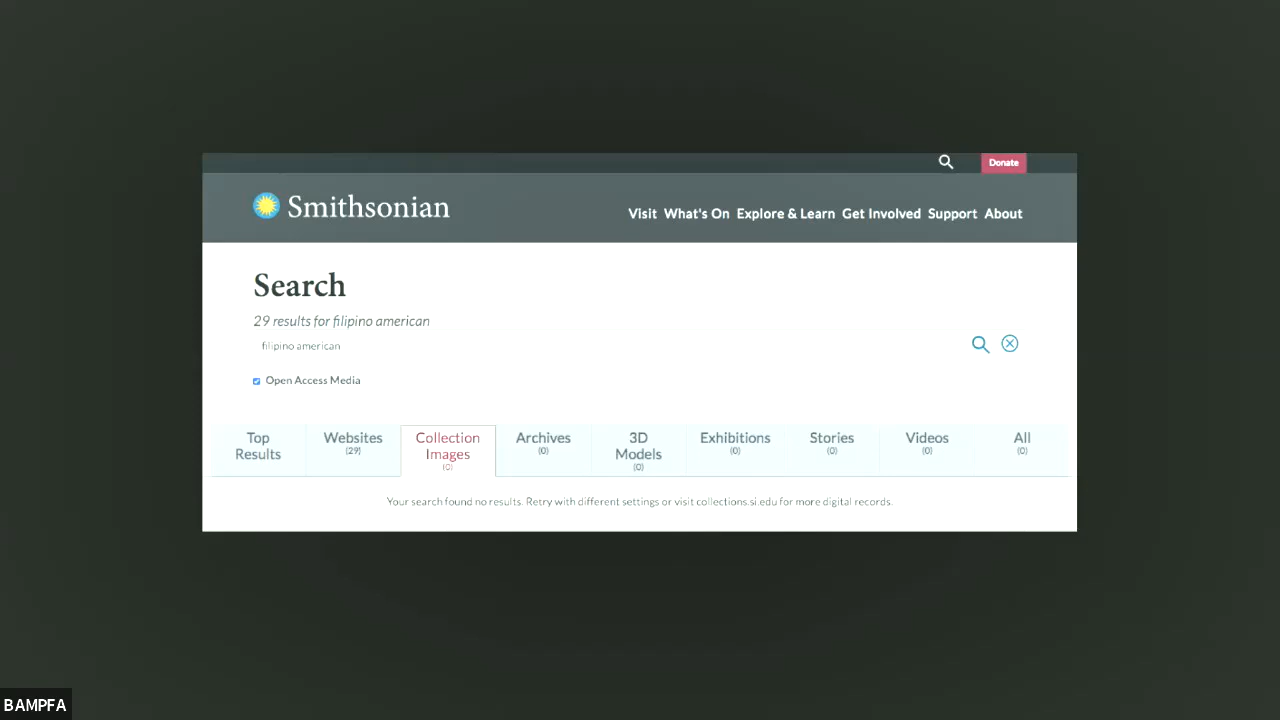 Donate
Smithsonian
Visit What's On Explore & Learn Get Involved Support About
Search
29 results for filipino american
filipino american
Open Access Media
Top Results
Websites (29)
Collection Images (0)
Archives (0)
3D Models (0)
Exhibitions (0)
Stories (0)
Videos (0)
All (0)
Your search found no results. Retry with different settings or visit collections.si.edu for more digital records.
BAMPFA